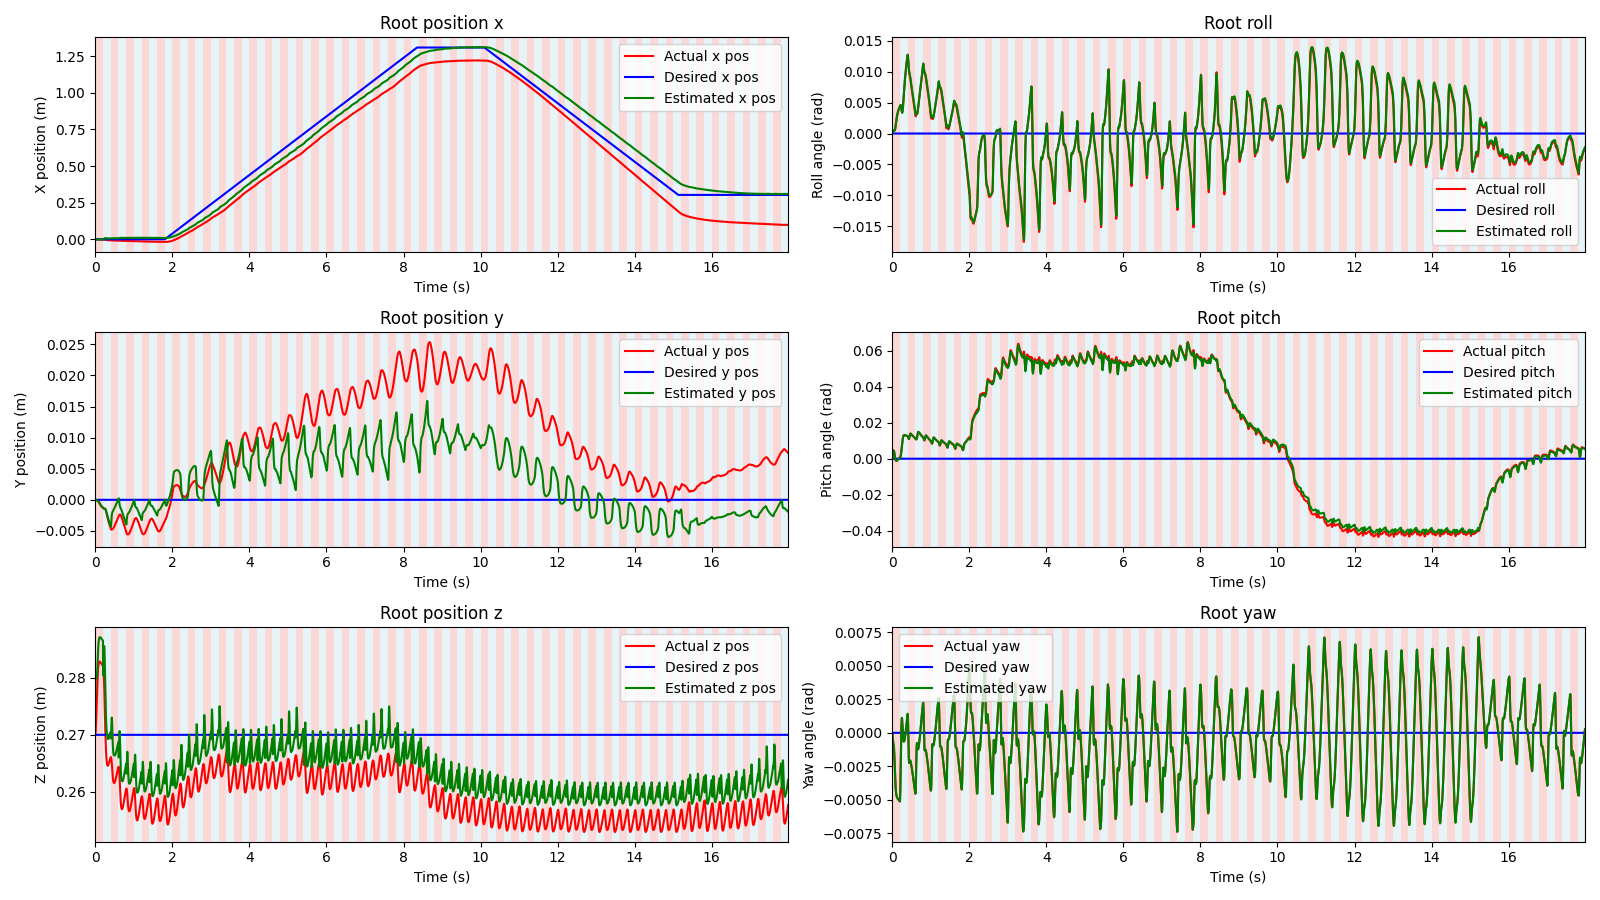 Root position x
1.25
1.00
0.75
0.50
0.25
0.00
X position (m)
Actual x pos
Desired x pos
Estimated x pos
0 2 4 6 8 10 12 14 16
Time (s)
Root roll
0.015
0.010
0.005
0.000
−0.005
−0.010
−0.015
Roll angle (rad)
Actual roll
Desired roll
Estimated roll
0 2 4 6 8 10 12 14 16
Time (s)
Root position y
0.025
0.020
0.015
0.010
0.005
0.000
−0.005
Y position (m)
Actual y pos
Desired y pos
Estimated y pos
0 2 4 6 8 10 12 14 16
Time (s)
Root pitch
0.06
0.04
0.02
0.00
−0.02
−0.04
Pitch angle (rad)
Actual pitch
Desired pitch
Estimated pitch
0 2 4 6 8 10 12 14 16
Time (s)
Root position z
0.28
0.27
0.26
Z position (m)
Actual z pos
Desired z pos
Estimated z pos
0 2 4 6 8 10 12 14 16
Time (s)
Root yaw
0.0075
0.0050
0.0025
0.0000
−0.0025
−0.0050
−0.0075
Yaw angle (rad)
Actual yaw
Desired yaw
Estimated yaw
0 2 4 6 8 10 12 14 16
Time (s)